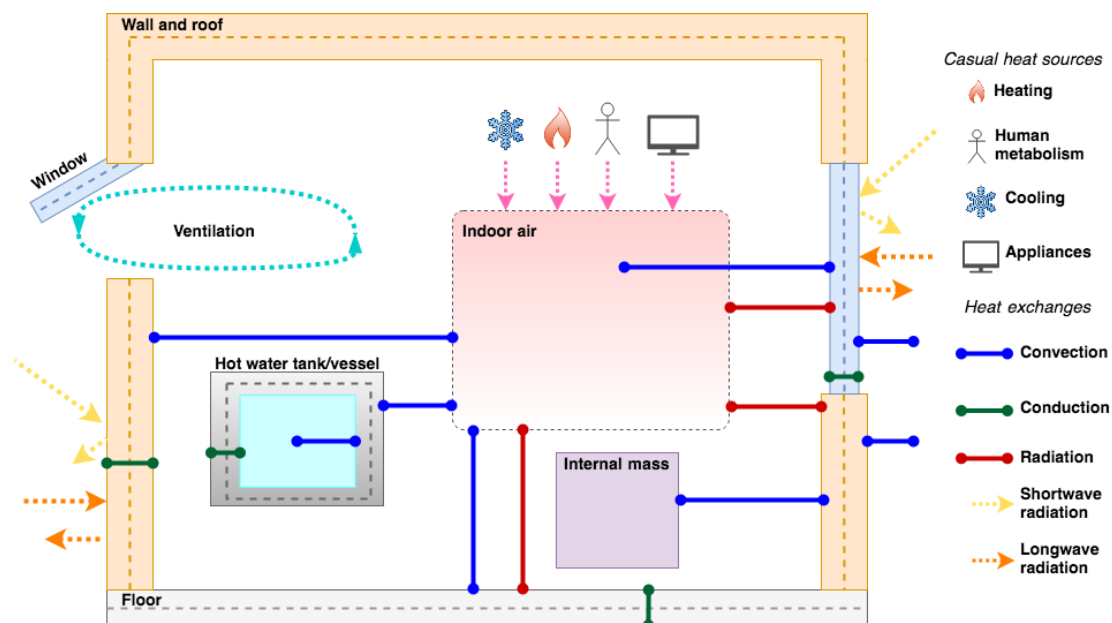 Wall and roof
Casual heat sources
Heating
Human
metabolism
Window
Cooling
Ventilation
Indoor air
Appliances
Heat exchanges
Convection
Hot water tank/vessel
Conduction
Internal mass
Radiation
Shortwave
radiation
Longwave
radiation
Floor